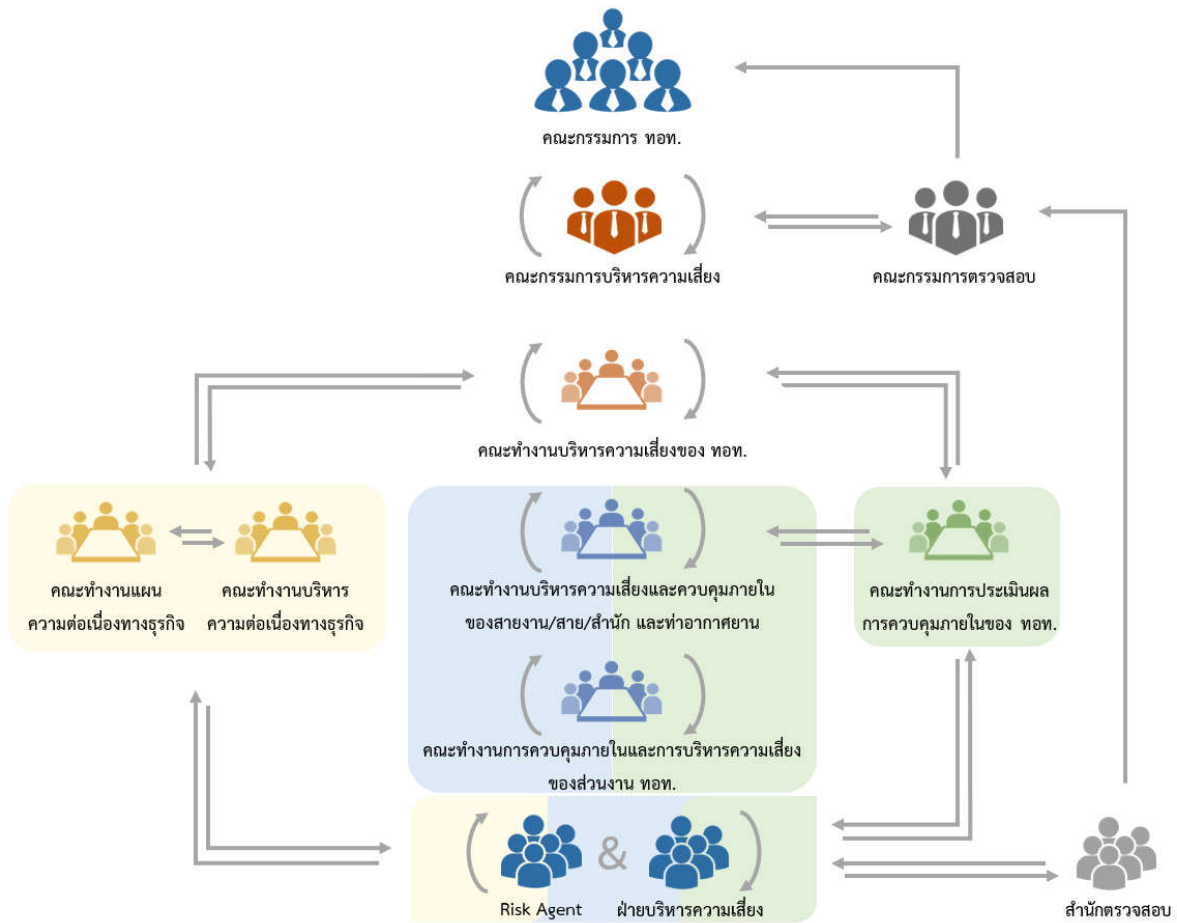 คณะกรรมการ ทอท.
คณะกรรมการบริหารความเสี่ยง
คณะกรรมการตรวจสอบ
คณะทำงานบริหารความเสี่ยงของ ทอท.
คณะทำงานแผน
ความต่อเนื่องทางธุรกิจ
คณะทำงานบริหาร
ความต่อเนื่องทางธุรกิจ
คณะทำงานบริหารความเสี่ยงและควบคุมภายใน
ของสายงาน/สาย/สำนัก และท่าอากาศยาน
คณะทำงานการประเมินผล
การควบคุมภายในของ ทอท.
คณะทำงานการควบคุมภายในและการบริหารความเสี่ยง
ของส่วนงาน ทอท.
&
Risk Agent
ฝ่ายบริหารความเสี่ยง
สำนักตรวจสอบ